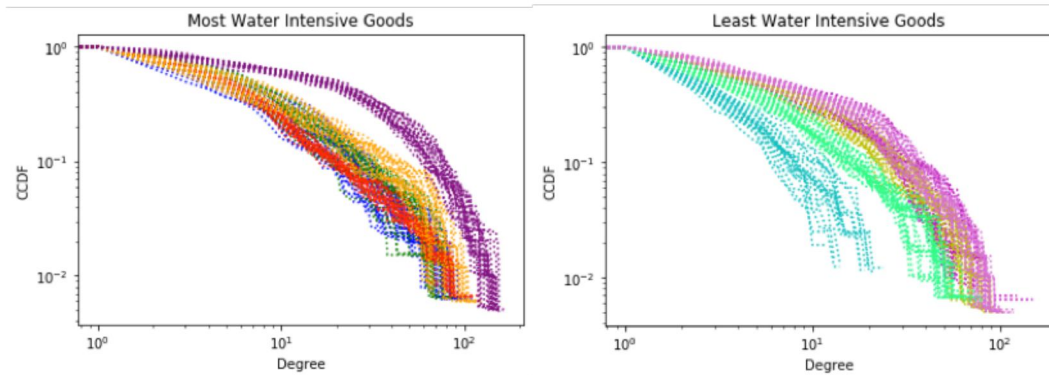 Most Water Intensive Goods
10⁰
10⁻¹
10⁻²
CCDF
10⁰
10¹
10²
Degree
Least Water Intensive Goods
10⁰
10⁻¹
10⁻²
CCDF
10⁰
10¹
10²
Degree